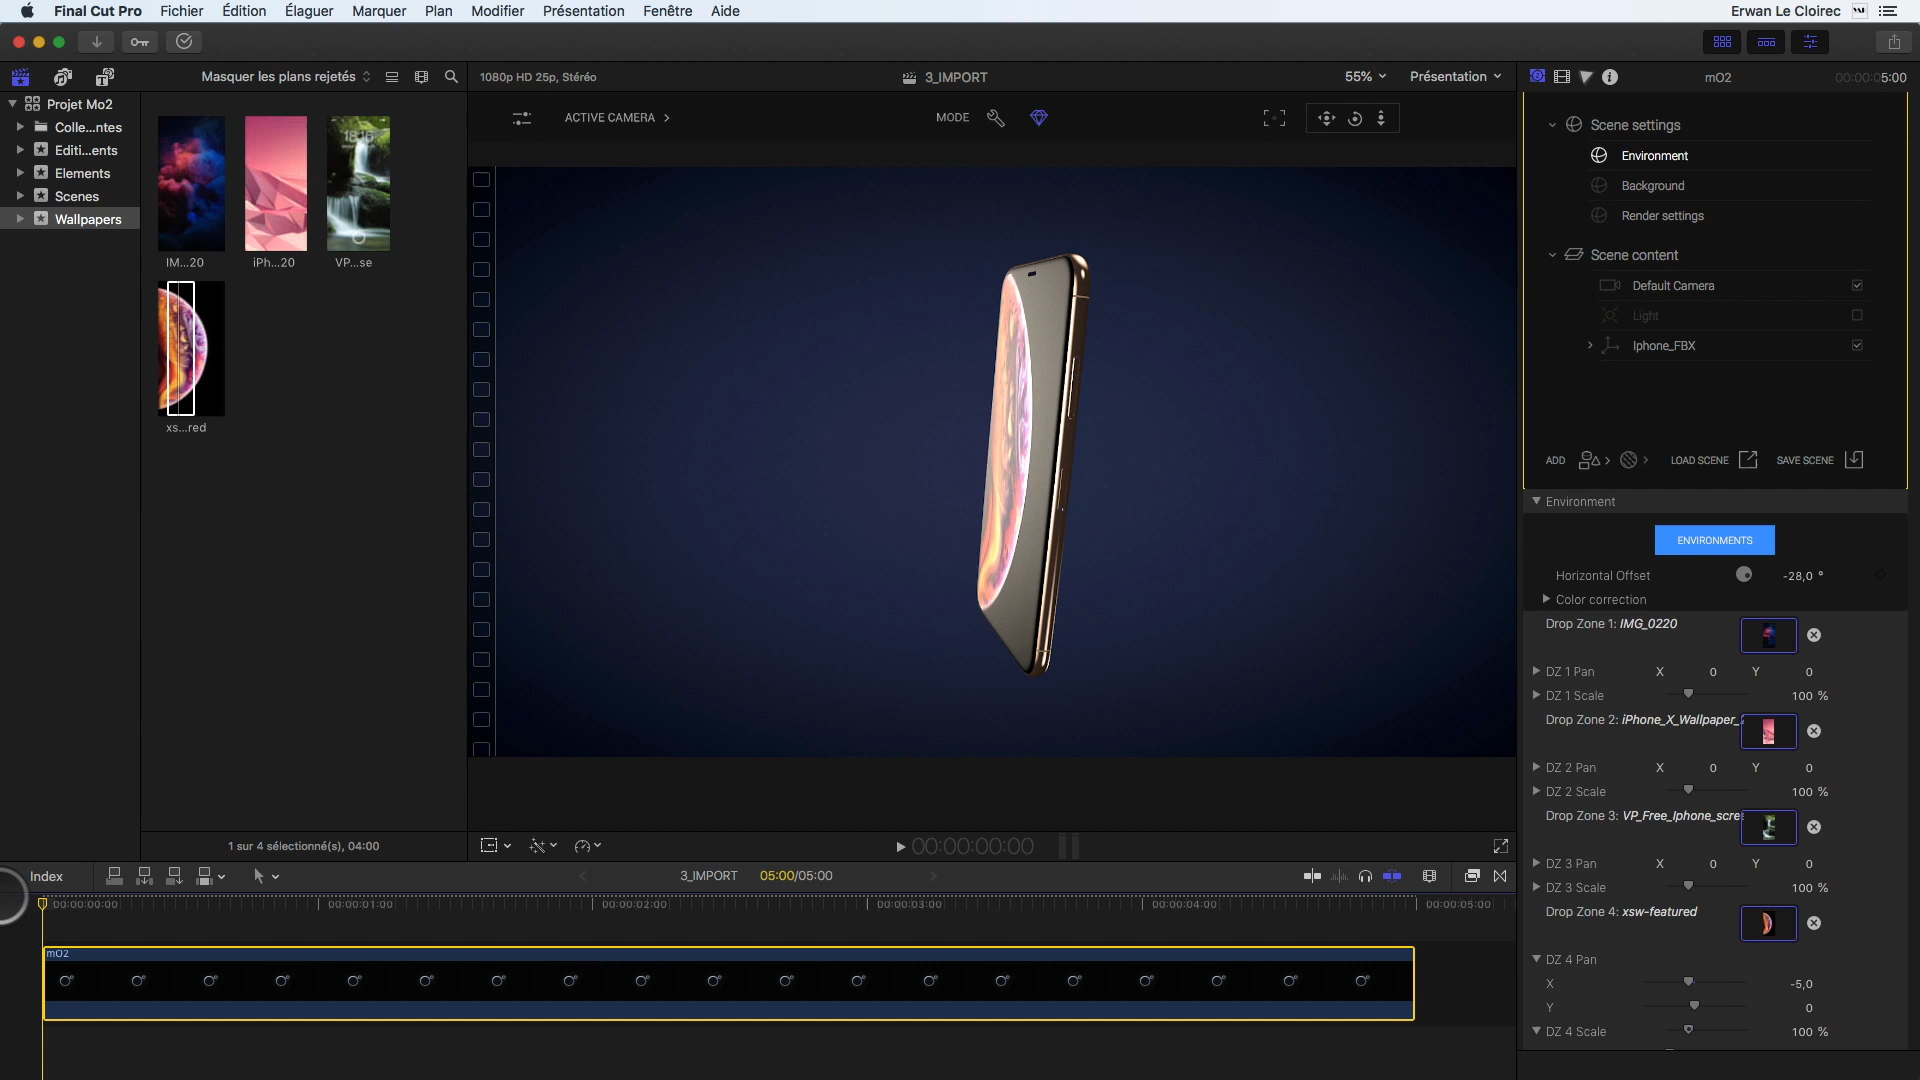 Final Cut Pro Fichier Édition Élaguer Marquer Plan Modifier Présentation Fenêtre Aide Erwan Le Cloirec
Masquer les plans rejetés 1080p HD 25p, Stéréo 3_IMPORT 55% Présentation mO2 00:00:05:00
Projet Mo2
Colle...ntes
Editi...ents
Elements
Scenes
Wallpapers
18:16
IM...20 iPh...20 VP...se
xs...red
1 sur 4 sélectionné(s), 04:00
ACTIVE CAMERA MODE
00:00:00:00
Scene settings
Environment
Background
Render settings
Scene content
Default Camera
Light
Iphone_FBX
ADD LOAD SCENE SAVE SCENE
Environment
ENVIRONMENTS
Horizontal Offset -28,0 °
Color correction
Drop Zone 1: IMG_0220
DZ 1 Pan X 0 Y 0
DZ 1 Scale 100 %
Drop Zone 2: iPhone_X_Wallpaper_
DZ 2 Pan X 0 Y 0
DZ 2 Scale 100 %
Drop Zone 3: VP_Free_Iphone_scree
DZ 3 Pan X 0 Y 0
DZ 3 Scale 100 %
Drop Zone 4: xsw-featured
DZ 4 Pan
X -5,0
Y 0
DZ 4 Scale 100 %
Index 3_IMPORT 05:00/05:00
00:00:00:00 00:00:01:00 00:00:02:00 00:00:03:00 00:00:04:00 00:00:05:00
mO2